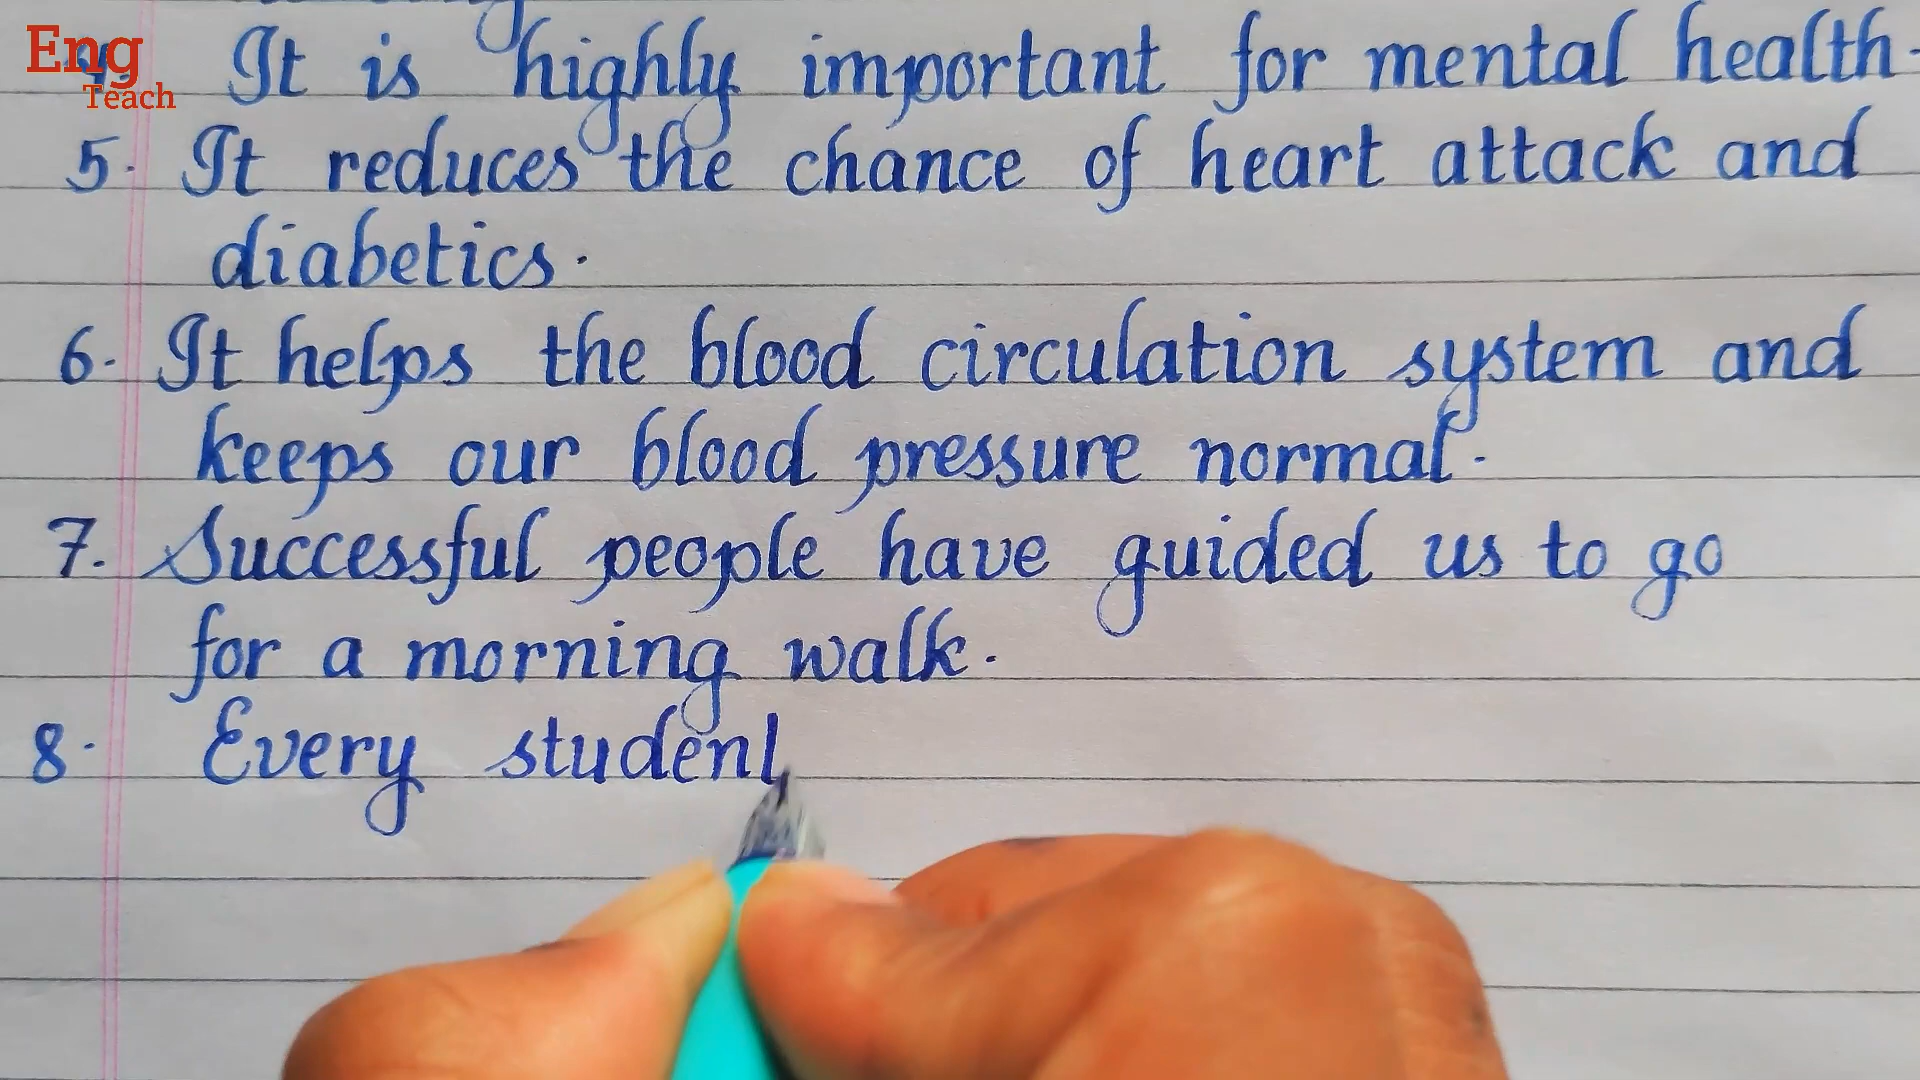 Eng
Teach
4. It is highly important for mental health.
5. It reduces the chance of heart attack and
diabetics.
6. It helps the blood circulation system and
keeps our blood pressure normal.
7. Successful people have guided us to go
for a morning walk.
8. Every studen